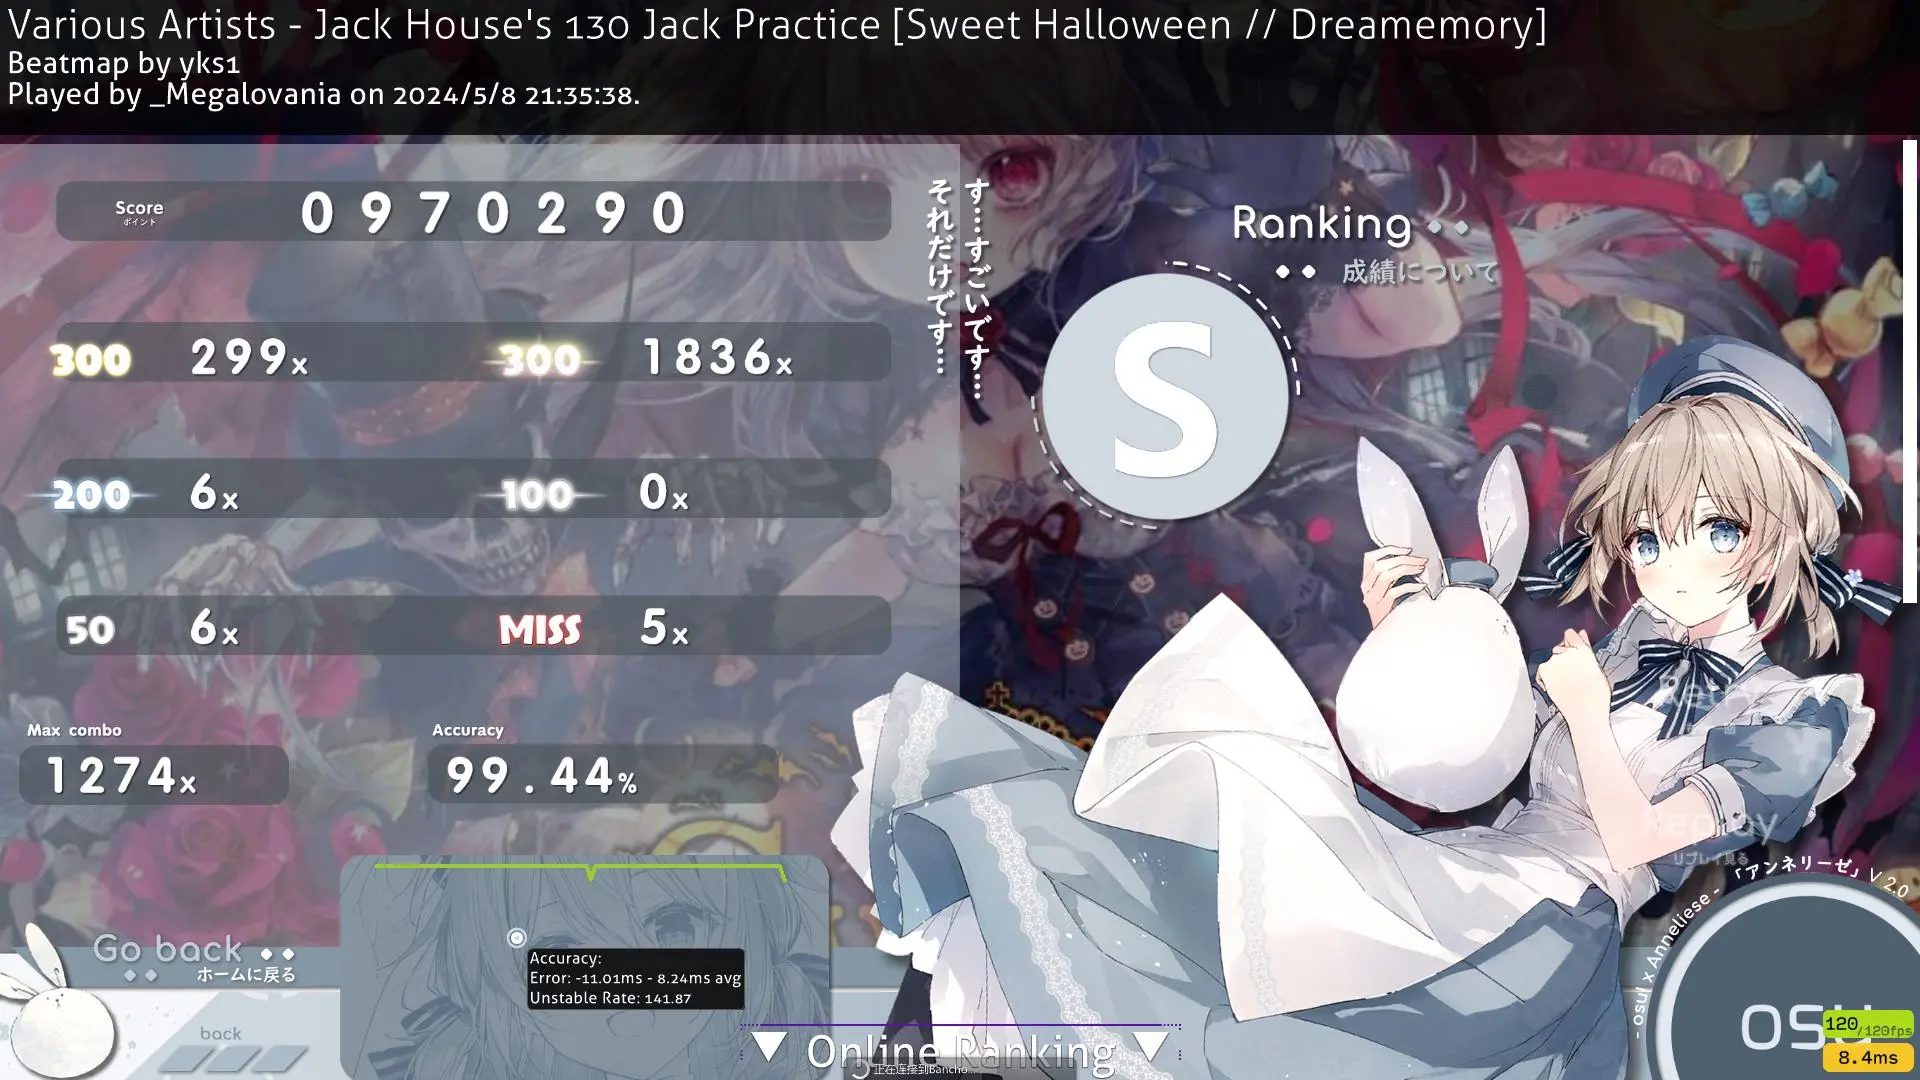 Various Artists - Jack House's 130 Jack Practice [Sweet Halloween // Dreamemory]
Beatmap by yks1
Played by _Megalovania on 2024/5/8 21:35:38.
Score
ポイント
0970290
す…すごいです…
それだけです…
Ranking
成績について
S
300 299x
300 1836x
200 6x
100 0x
50 6x
MISS 5x
Max combo
1274x
Accuracy
99.44%
Replay
リプレイ見る
Go back
ホームに戻る
back
Accuracy:
Error: -11.01ms - 8.24ms avg
Unstable Rate: 141.87
- osu! x Anneliese - 「アンネリーゼ」 V 2.0
Online Ranking
正在连接到Bancho...
osu
120/120fps
8.4ms